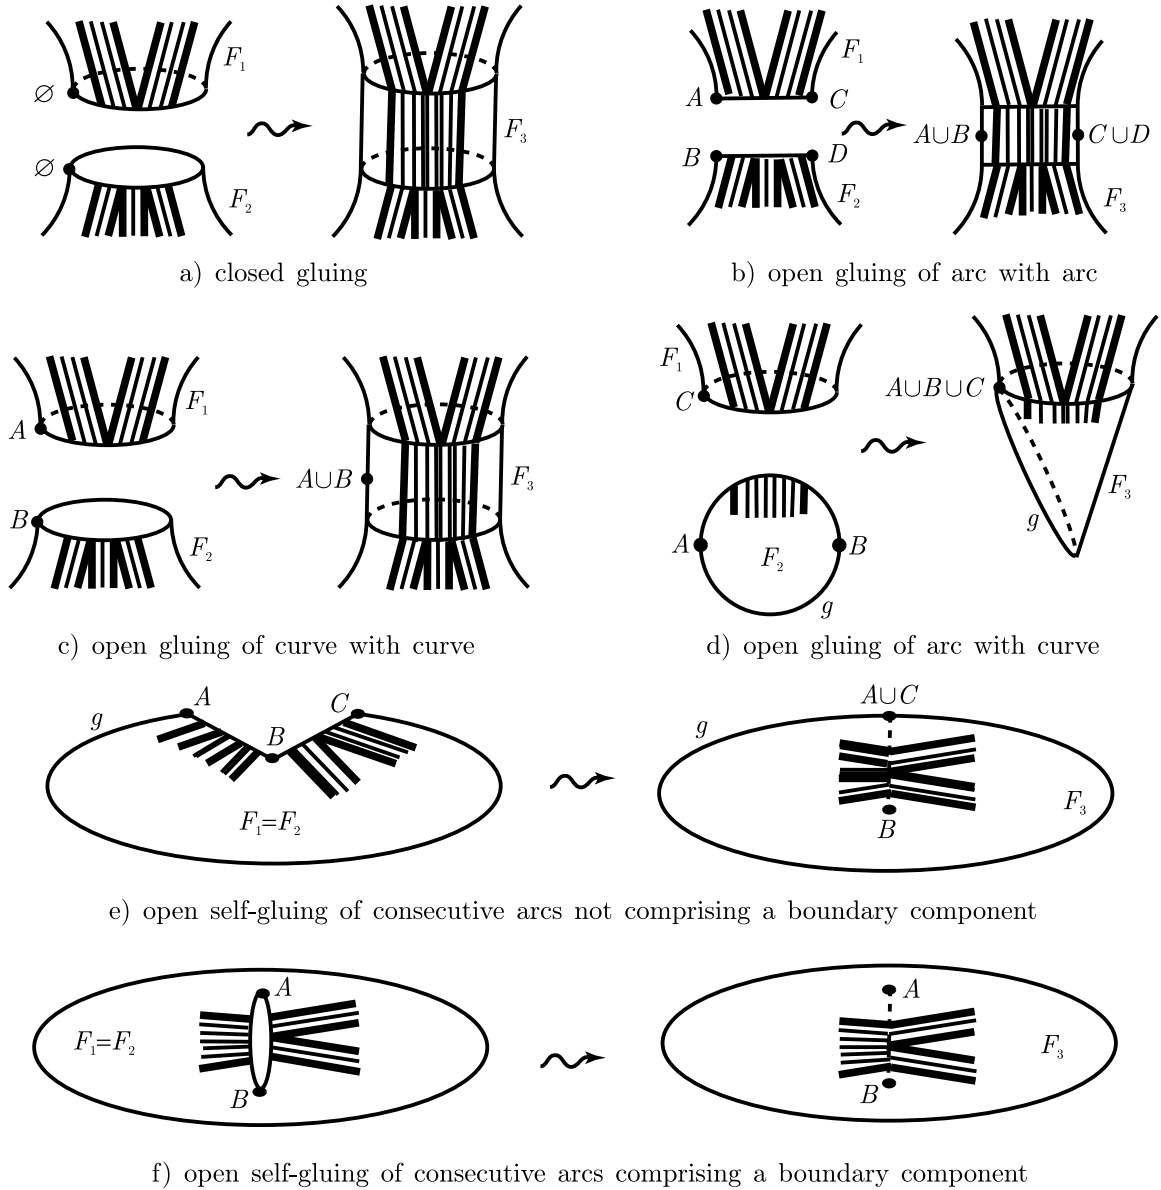 ∅ F₁
∅ F₂
F₃
a) closed gluing
A C F₁
B D F₂
A∪B C∪D F₃
b) open gluing of arc with arc
A F₁
B F₂
A∪B F₃
c) open gluing of curve with curve
F₁ C
A F₂ B
g
A∪B∪C
g F₃
d) open gluing of arc with curve
g A B C
F₁=F₂
A∪C
g
B F₃
e) open self-gluing of consecutive arcs not comprising a boundary component
F₁=F₂ A
B
A
B F₃
f) open self-gluing of consecutive arcs comprising a boundary component